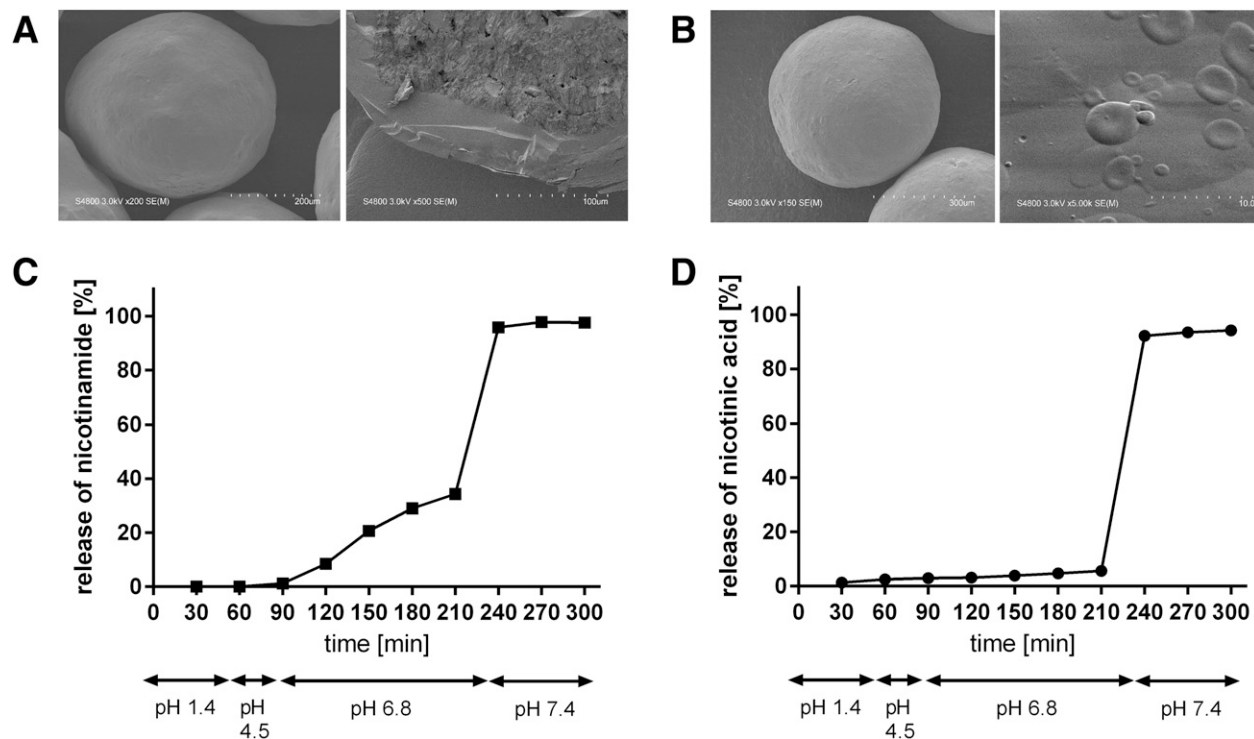 A
S4800 3.0kV x200 SE(M)
200um
S4800 3.0kV x500 SE(M)
100um
B
S4800 3.0kV x150 SE(M)
300um
S4800 3.0kV x5.00k SE(M)
10.0
C
release of nicotinamide [%]
100
80
60
40
20
0
0 30 60 90 120 150 180 210 240 270 300
time [min]
pH 1.4
pH
4.5
pH 6.8
pH 7.4
D
release of nicotinic acid [%]
100
80
60
40
20
0
0 30 60 90 120 150 180 210 240 270 300
time [min]
pH 1.4
pH
4.5
pH 6.8
pH 7.4